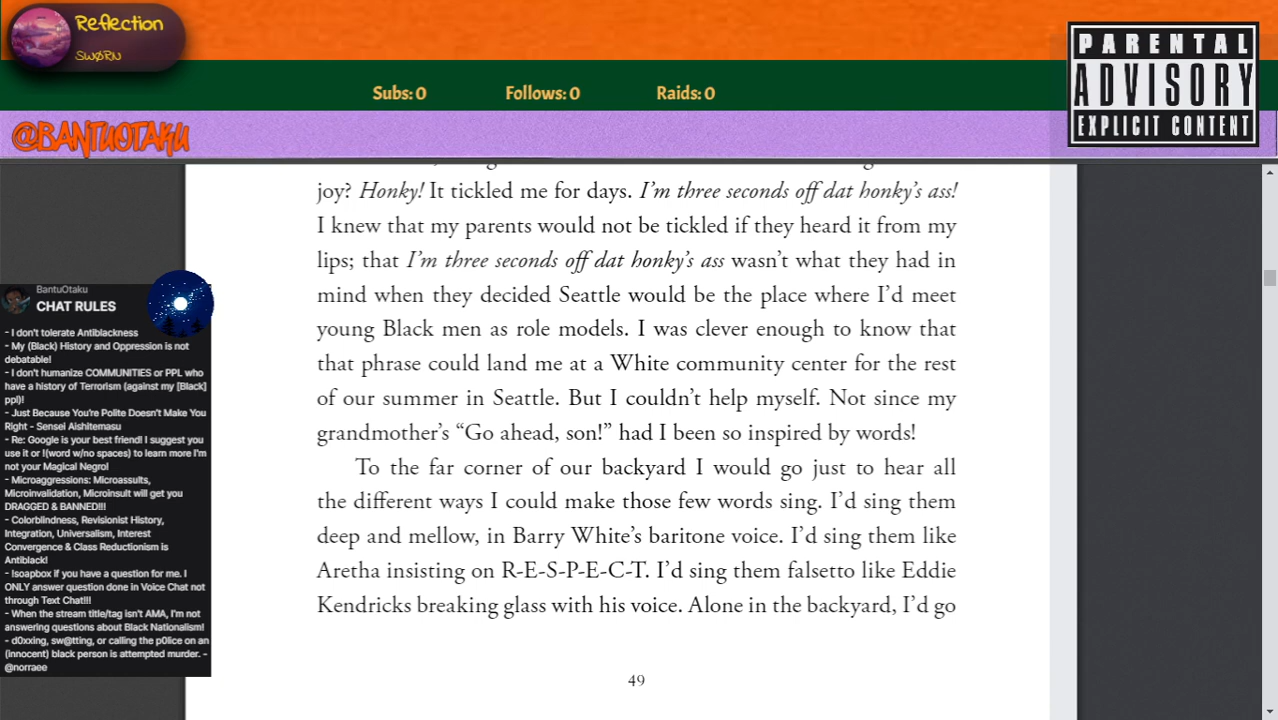 Reflection
SWØRN
PARENTAL
ADVISORY
EXPLICIT CONTENT
Subs: 0
Follows: 0
Raids: 0
@BANTUOTAKU
joy? Honky! It tickled me for days. I'm three seconds off dat honky's ass!
I knew that my parents would not be tickled if they heard it from my
lips; that I'm three seconds off dat honky's ass wasn't what they had in
mind when they decided Seattle would be the place where I'd meet
young Black men as role models. I was clever enough to know that
that phrase could land me at a White community center for the rest
of our summer in Seattle. But I couldn't help myself. Not since my
grandmother's “Go ahead, son!” had I been so inspired by words!
To the far corner of our backyard I would go just to hear all
the different ways I could make those few words sing. I'd sing them
deep and mellow, in Barry White's baritone voice. I'd sing them like
Aretha insisting on R-E-S-P-E-C-T. I'd sing them falsetto like Eddie
Kendricks breaking glass with his voice. Alone in the backyard, I'd go
49
BantuOtaku
CHAT RULES
- I don't tolerate Antiblackness
- My (Black) History and Oppression is not
debatable!
- I don't humanize COMMUNITIES or PPL who
have a history of Terrorism (against my [Black]
ppl)!
- Just Because You're Polite Doesn't Make You
Right - Sensei Aishitemasu
- Re: Google is your best friend! I suggest you
use it or !(word w/no spaces) to learn more I'm
not your Magical Negro!
- Microaggressions: Microassults,
Microinvalidation, Microinsult will get you
DRAGGED & BANNED!!!
- Colorblindness, Revisionist History,
Integration, Universalism, Interest
Convergence & Class Reductionism is
Antiblack!
- !soapbox if you have a question for me. I
ONLY answer question done in Voice Chat not
through Text Chat!!!
- When the stream title/tag isn't AMA, I'm not
answering questions about Black Nationalism!
- d0xxing, sw@tting, or calling the p0lice on an
(innocent) black person is attempted murder. -
@norraee